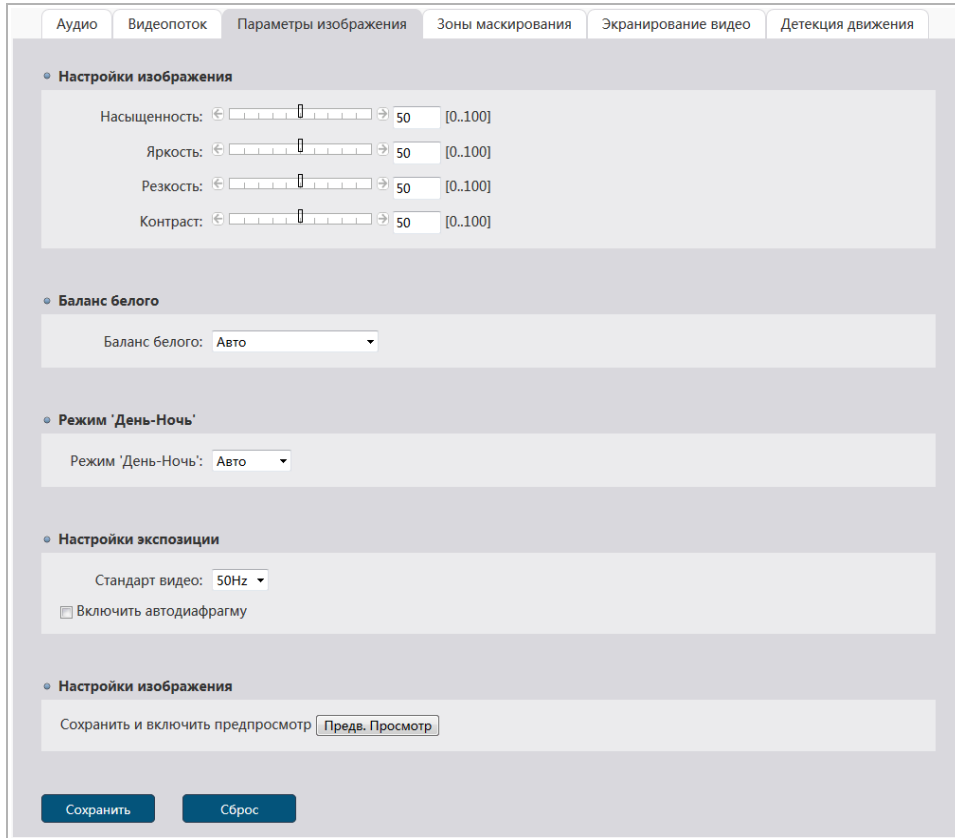 Аудио Видеопоток Параметры изображения Зоны маскирования Экранирование видео Детекция движения
Настройки изображения
Насыщенность: 50 [0..100]
Яркость: 50 [0..100]
Резкость: 50 [0..100]
Контраст: 50 [0..100]
Баланс белого
Баланс белого: Авто
Режим 'День-Ночь'
Режим 'День-Ночь': Авто
Настройки экспозиции
Стандарт видео: 50Hz
Включить автодиафрагму
Настройки изображения
Сохранить и включить предпросмотр Предв. Просмотр
Сохранить Сброс